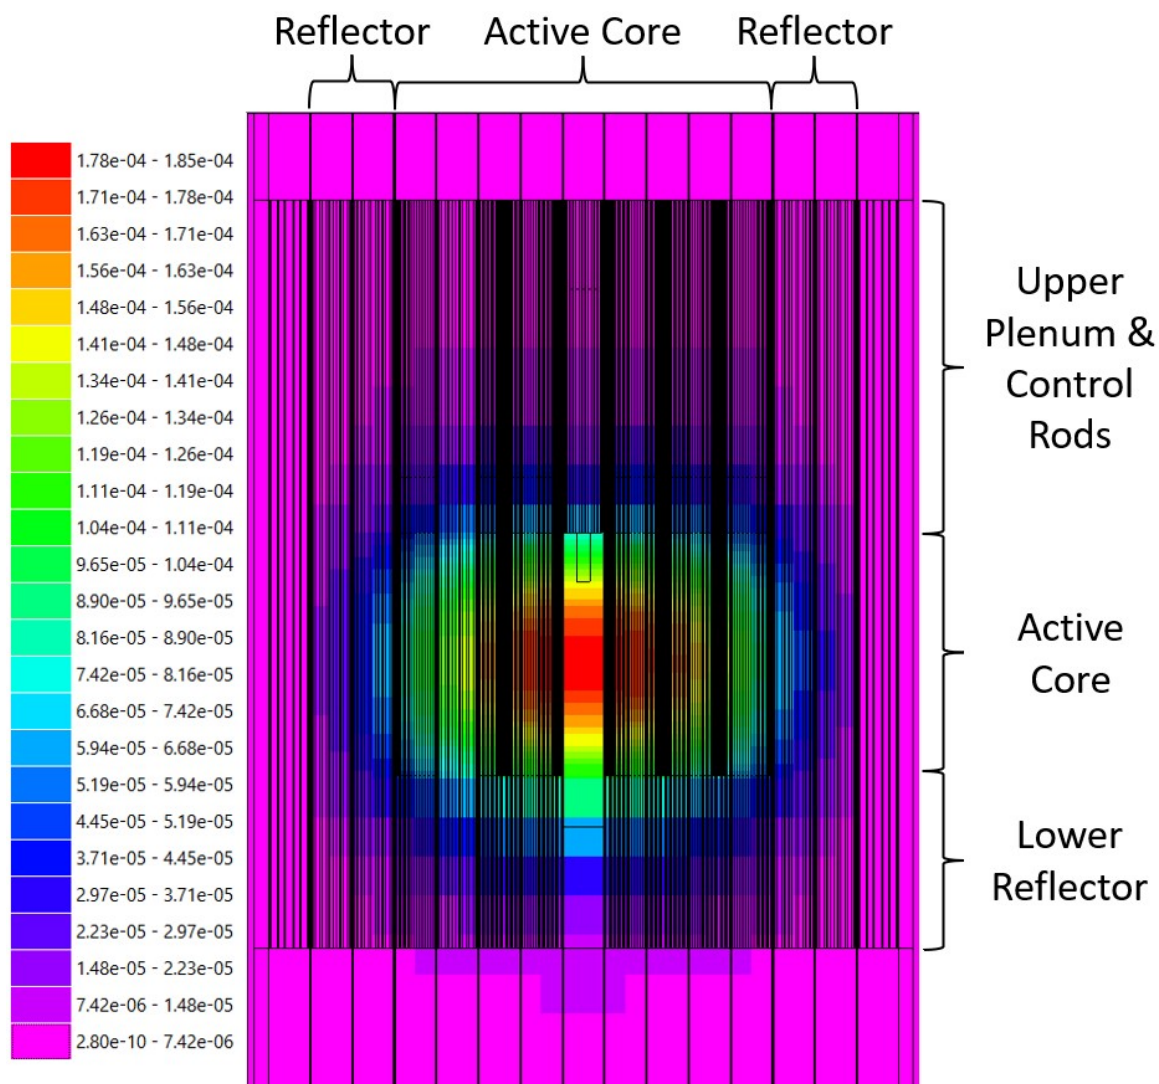 Reflector Active Core Reflector
1.78e-04 - 1.85e-04
1.71e-04 - 1.78e-04
1.63e-04 - 1.71e-04
1.56e-04 - 1.63e-04
1.48e-04 - 1.56e-04
1.41e-04 - 1.48e-04
1.34e-04 - 1.41e-04
1.26e-04 - 1.34e-04
1.19e-04 - 1.26e-04
1.11e-04 - 1.19e-04
1.04e-04 - 1.11e-04
9.65e-05 - 1.04e-04
8.90e-05 - 9.65e-05
8.16e-05 - 8.90e-05
7.42e-05 - 8.16e-05
6.68e-05 - 7.42e-05
5.94e-05 - 6.68e-05
5.19e-05 - 5.94e-05
4.45e-05 - 5.19e-05
3.71e-05 - 4.45e-05
2.97e-05 - 3.71e-05
2.23e-05 - 2.97e-05
1.48e-05 - 2.23e-05
7.42e-06 - 1.48e-05
2.80e-10 - 7.42e-06
Upper
Plenum &
Control
Rods
Active
Core
Lower
Reflector